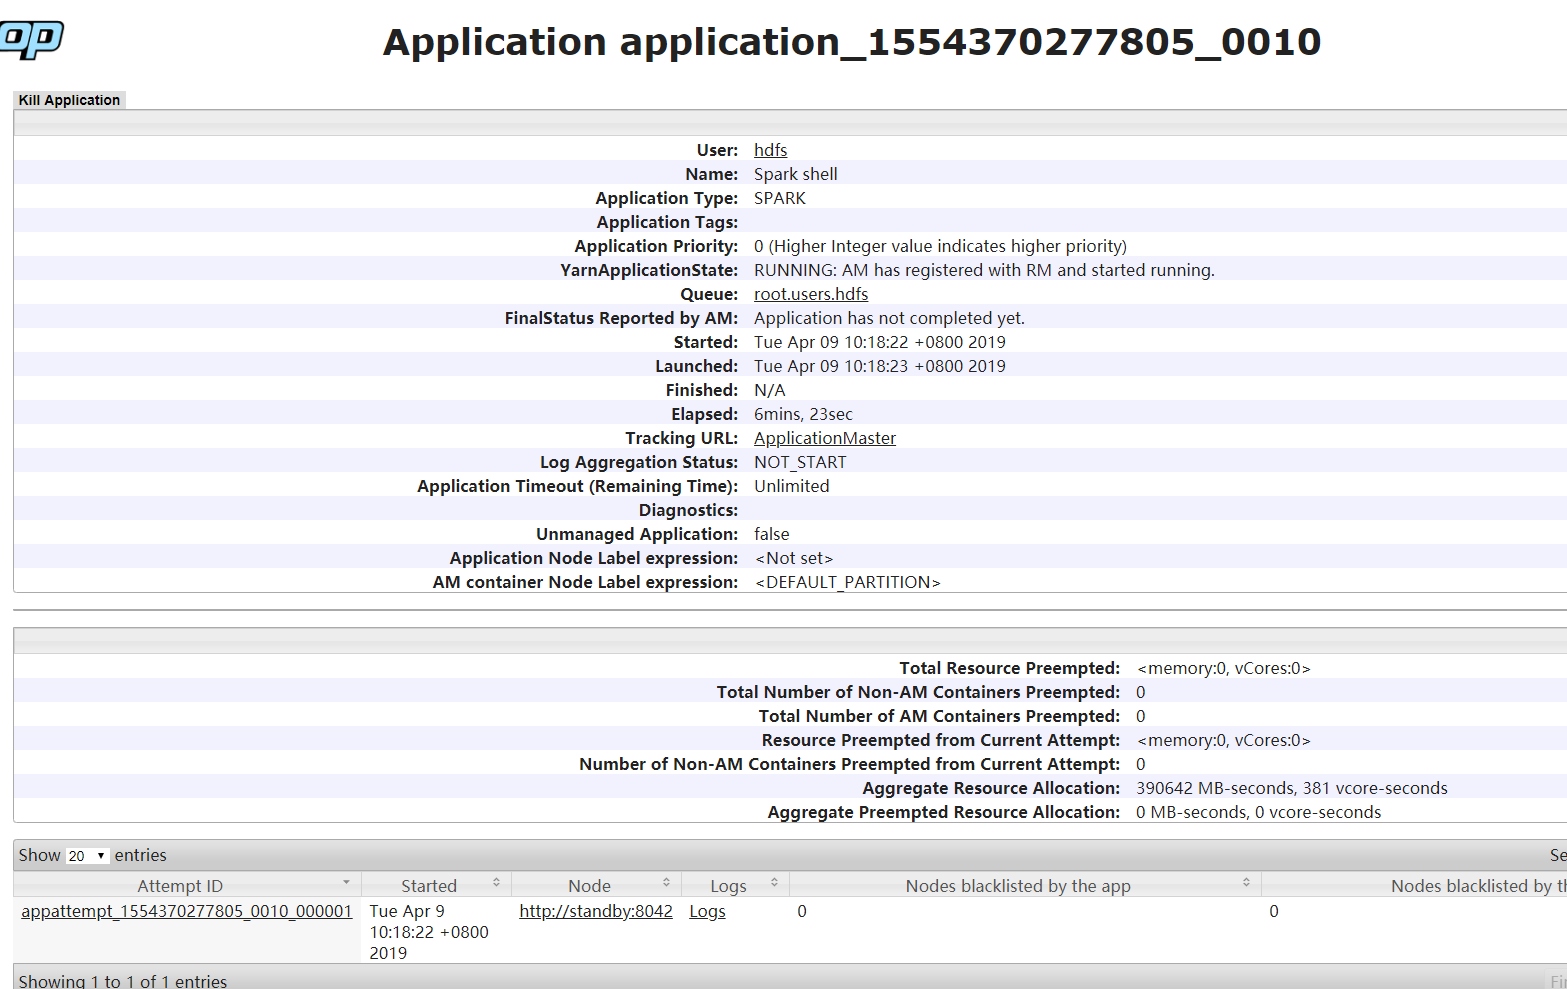 op
Application application_1554370277805_0010
Kill Application
User: hdfs
Name: Spark shell
Application Type: SPARK
Application Tags:
Application Priority: 0 (Higher Integer value indicates higher priority)
YarnApplicationState: RUNNING: AM has registered with RM and started running.
Queue: root.users.hdfs
FinalStatus Reported by AM: Application has not completed yet.
Started: Tue Apr 09 10:18:22 +0800 2019
Launched: Tue Apr 09 10:18:23 +0800 2019
Finished: N/A
Elapsed: 6mins, 23sec
Tracking URL: ApplicationMaster
Log Aggregation Status: NOT_START
Application Timeout (Remaining Time): Unlimited
Diagnostics:
Unmanaged Application: false
Application Node Label expression: <Not set>
AM container Node Label expression: <DEFAULT_PARTITION>
Total Resource Preempted: <memory:0, vCores:0>
Total Number of Non-AM Containers Preempted: 0
Total Number of AM Containers Preempted: 0
Resource Preempted from Current Attempt: <memory:0, vCores:0>
Number of Non-AM Containers Preempted from Current Attempt: 0
Aggregate Resource Allocation: 390642 MB-seconds, 381 vcore-seconds
Aggregate Preempted Resource Allocation: 0 MB-seconds, 0 vcore-seconds
Show 20 entries Se
Attempt ID Started Node Logs Nodes blacklisted by the app Nodes blacklisted by t
appattempt_1554370277805_0010_000001 Tue Apr 9 http://standby:8042 Logs 0 0
10:18:22 +0800
2019
Showing 1 to 1 of 1 entries Fi